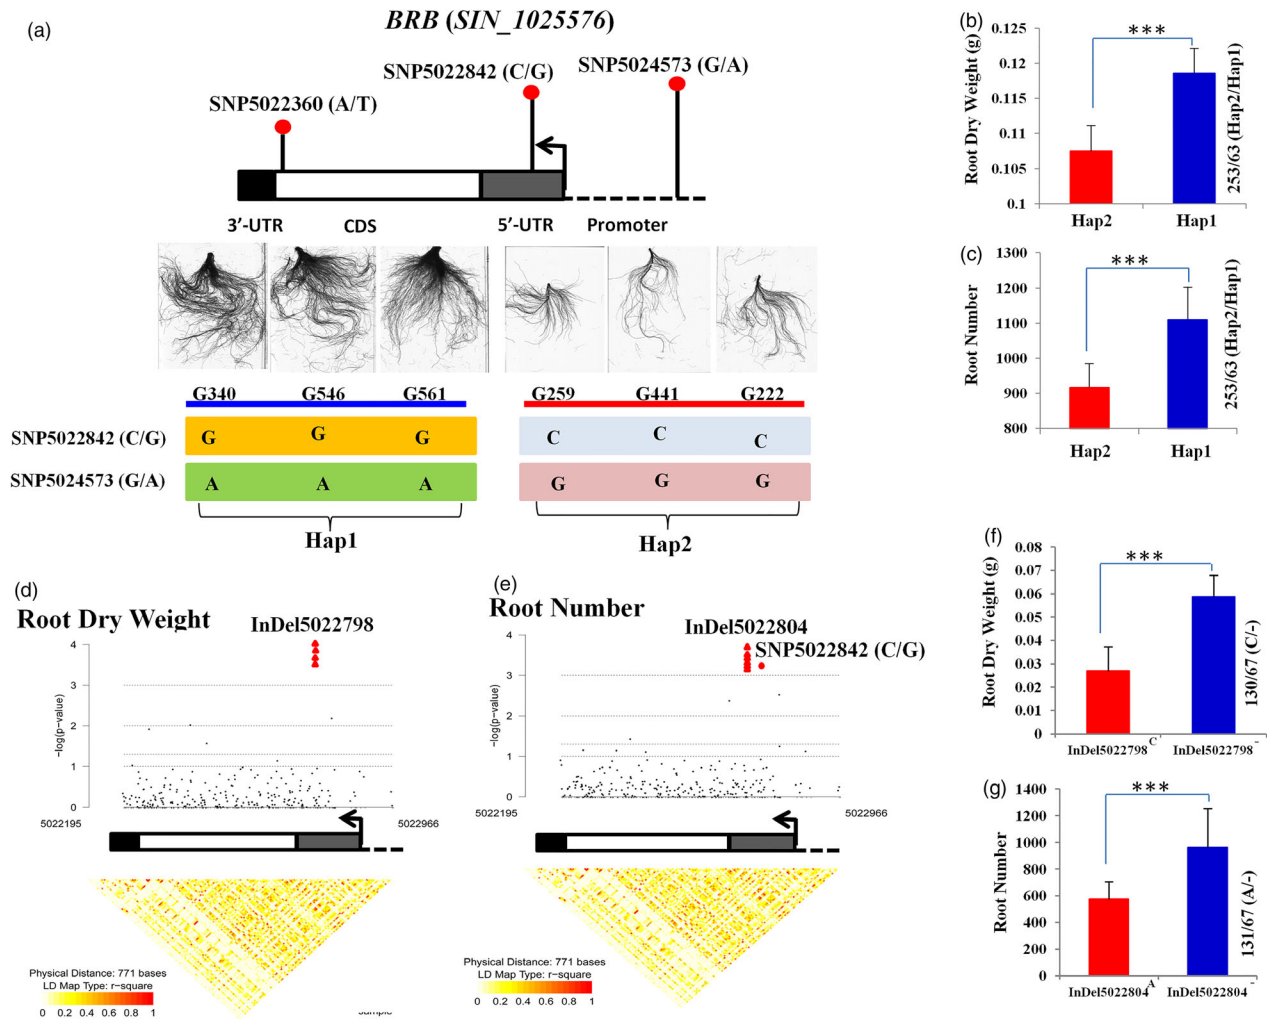 (a)
BRB (SIN_1025576)
SNP5022360 (A/T)
SNP5022842 (C/G)
SNP5024573 (G/A)
3’-UTR
CDS
5’-UTR
Promoter
G340
G546
G561
G259
G441
G222
SNP5022842 (C/G)
G
G
G
C
C
C
SNP5024573 (G/A)
A
A
A
G
G
G
Hap1
Hap2
(b)
Root Dry Weight (g)
0.125
0.12
0.115
0.11
0.105
0.1
***
Hap2
Hap1
253/63 (Hap2/Hap1)
(c)
Root Number
1300
1200
1100
1000
900
800
***
Hap2
Hap1
253/63 (Hap2/Hap1)
(d)
Root Dry Weight
InDel5022798
−log(p−value)
4
3
2
1
0
5022195
5022966
Physical Distance: 771 bases
LD Map Type: r−square
0 0.2 0.4 0.6 0.8 1
(e)
Root Number
InDel5022804
SNP5022842 (C/G)
−log(p−value)
4
3
2
1
0
5022195
5022966
Physical Distance: 771 bases
LD Map Type: r−square
0 0.2 0.4 0.6 0.8 1
(f)
Root Dry Weight (g)
0.08
0.07
0.06
0.05
0.04
0.03
0.02
0.01
0
***
InDel5022798 C
InDel5022798 -
130/67 (C/-)
(g)
Root Number
1400
1200
1000
800
600
400
200
0
***
InDel5022804 A
InDel5022804 -
131/67 (A/-)